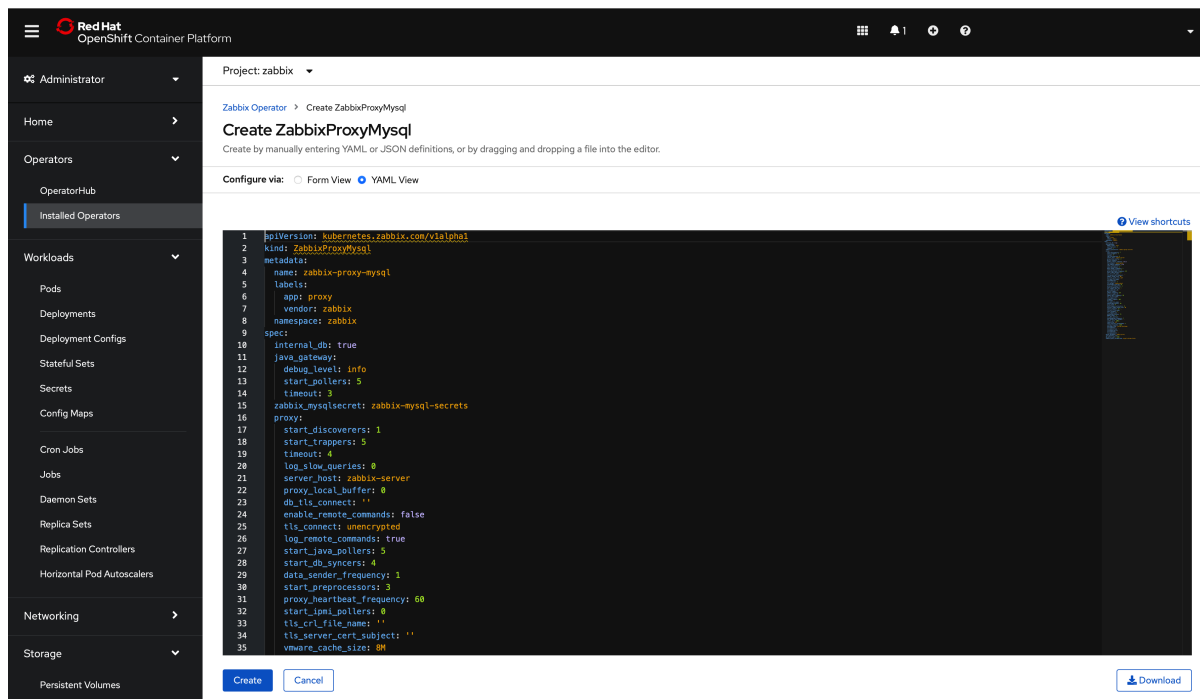 Red Hat
OpenShift Container Platform
1
Administrator
Home
Operators
OperatorHub
Installed Operators
Workloads
Pods
Deployments
Deployment Configs
Stateful Sets
Secrets
Config Maps
Cron Jobs
Jobs
Daemon Sets
Replica Sets
Replication Controllers
Horizontal Pod Autoscalers
Networking
Storage
Persistent Volumes
Project: zabbix
Zabbix Operator > Create ZabbixProxyMysql
Create ZabbixProxyMysql
Create by manually entering YAML or JSON definitions, or by dragging and dropping a file into the editor.
Configure via: Form View YAML View
View shortcuts
1 apiVersion: kubernetes.zabbix.com/v1alpha1
2 kind: ZabbixProxyMysql
3 metadata:
4 name: zabbix-proxy-mysql
5 labels:
6 app: proxy
7 vendor: zabbix
8 namespace: zabbix
9 spec:
10 internal_db: true
11 java_gateway:
12 debug_level: info
13 start_pollers: 5
14 timeout: 3
15 zabbix_mysqlsecret: zabbix-mysql-secrets
16 proxy:
17 start_discoverers: 1
18 start_trappers: 5
19 timeout: 4
20 log_slow_queries: 0
21 server_host: zabbix-server
22 proxy_local_buffer: 0
23 db_tls_connect: ''
24 enable_remote_commands: false
25 tls_connect: unencrypted
26 log_remote_commands: true
27 start_java_pollers: 5
28 start_db_syncers: 4
29 data_sender_frequency: 1
30 start_preprocessors: 3
31 proxy_heartbeat_frequency: 60
32 start_ipmi_pollers: 0
33 tls_crl_file_name: ''
34 tls_server_cert_subject: ''
35 vmware_cache_size: 8M
Create
Cancel
Download